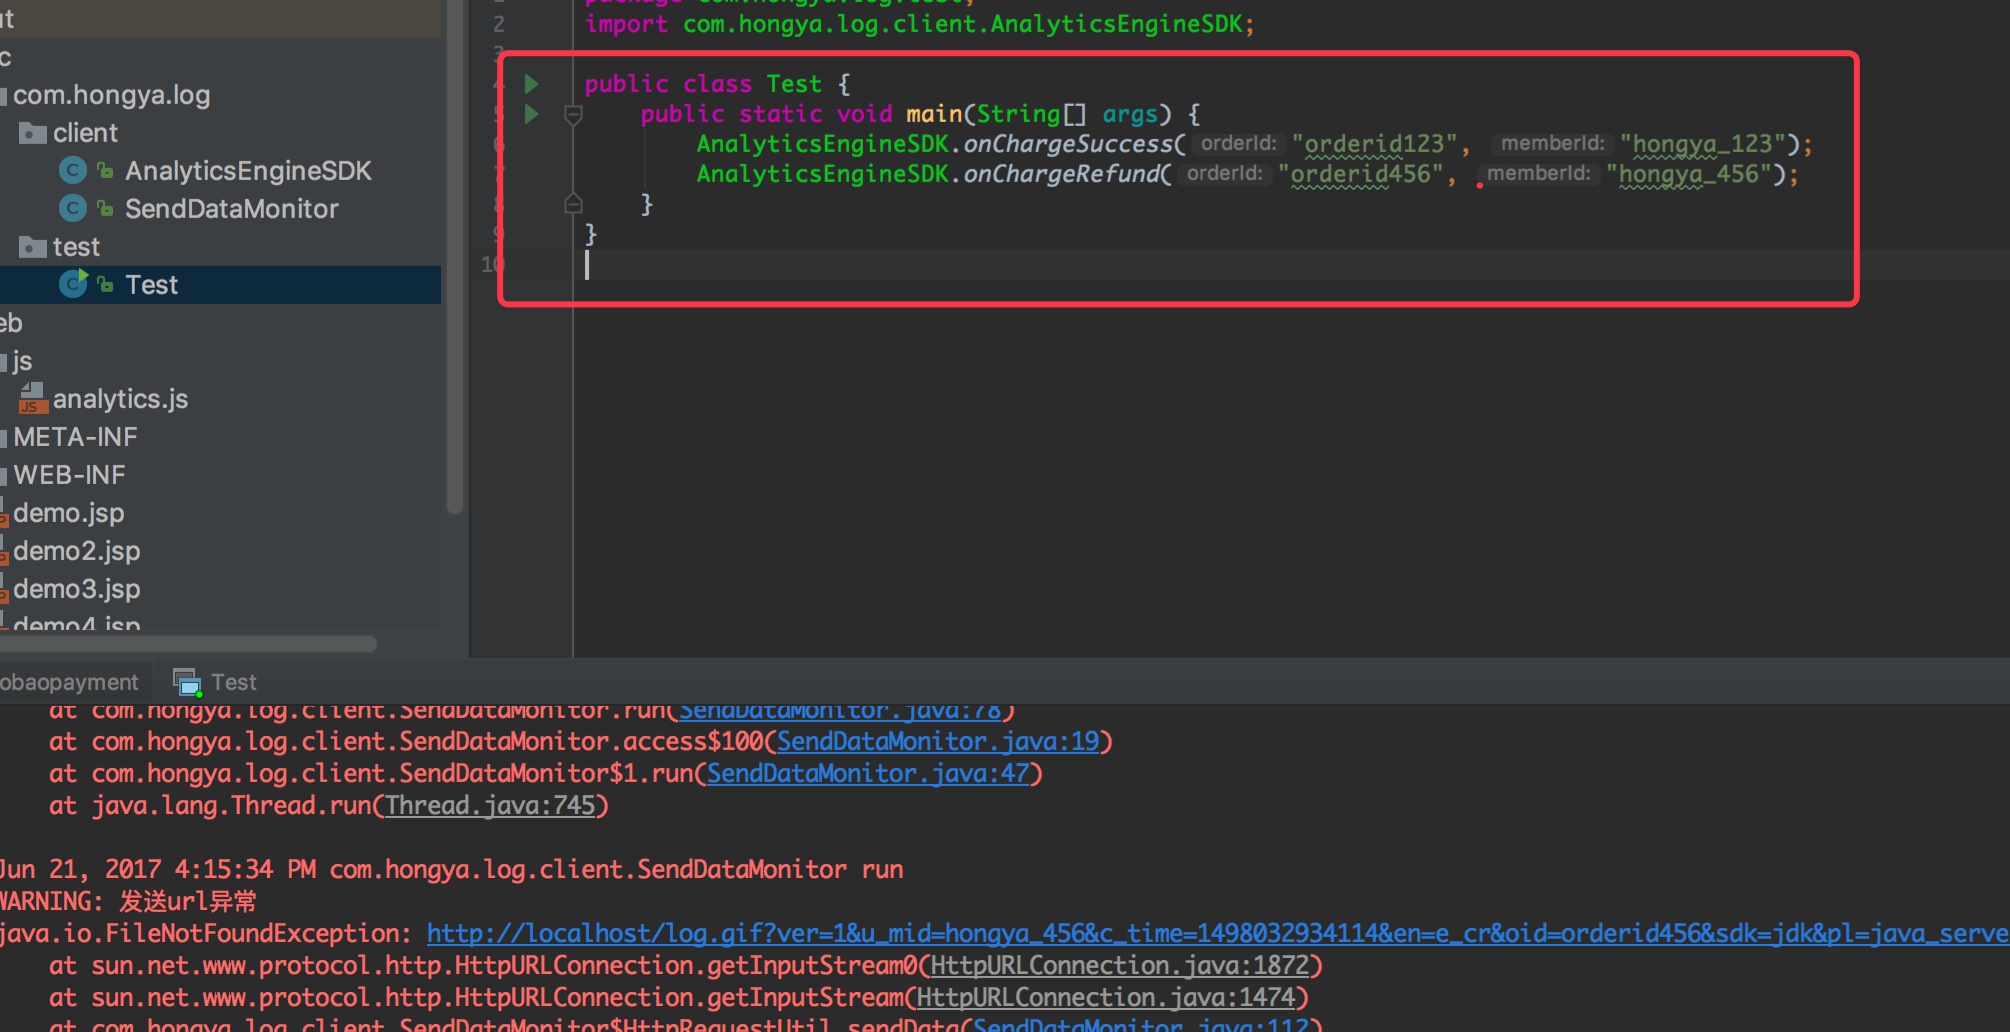 com.hongya.log
client
AnalyticsEngineSDK
SendDataMonitor
test
Test
js
analytics.js
META-INF
WEB-INF
demo.jsp
demo2.jsp
demo3.jsp
demo4.jsp
2 import com.hongya.log.client.AnalyticsEngineSDK;
3
4 public class Test {
5 public static void main(String[] args) {
6 AnalyticsEngineSDK.onChargeSuccess( orderId: "orderid123", memberId: "hongya_123");
7 AnalyticsEngineSDK.onChargeRefund( orderId: "orderid456", memberId: "hongya_456");
8 }
9 }
10
obaopayment Test
at com.hongya.log.client.SendDataMonitor.run(SendDataMonitor.java:78)
at com.hongya.log.client.SendDataMonitor.access$100(SendDataMonitor.java:19)
at com.hongya.log.client.SendDataMonitor$1.run(SendDataMonitor.java:47)
at java.lang.Thread.run(Thread.java:745)
Jun 21, 2017 4:15:34 PM com.hongya.log.client.SendDataMonitor run
WARNING: 发送url异常
java.io.FileNotFoundException: http://localhost/log.gif?ver=1&u_mid=hongya_456&c_time=1498032934114&en=e_cr&oid=orderid456&sdk=jdk&pl=java_serve
at sun.net.www.protocol.http.HttpURLConnection.getInputStream0(HttpURLConnection.java:1872)
at sun.net.www.protocol.http.HttpURLConnection.getInputStream(HttpURLConnection.java:1474)
at com.hongya.log.client.SendDataMonitor$HttpRequestUtil.sendData(SendDataMonitor.java:112)